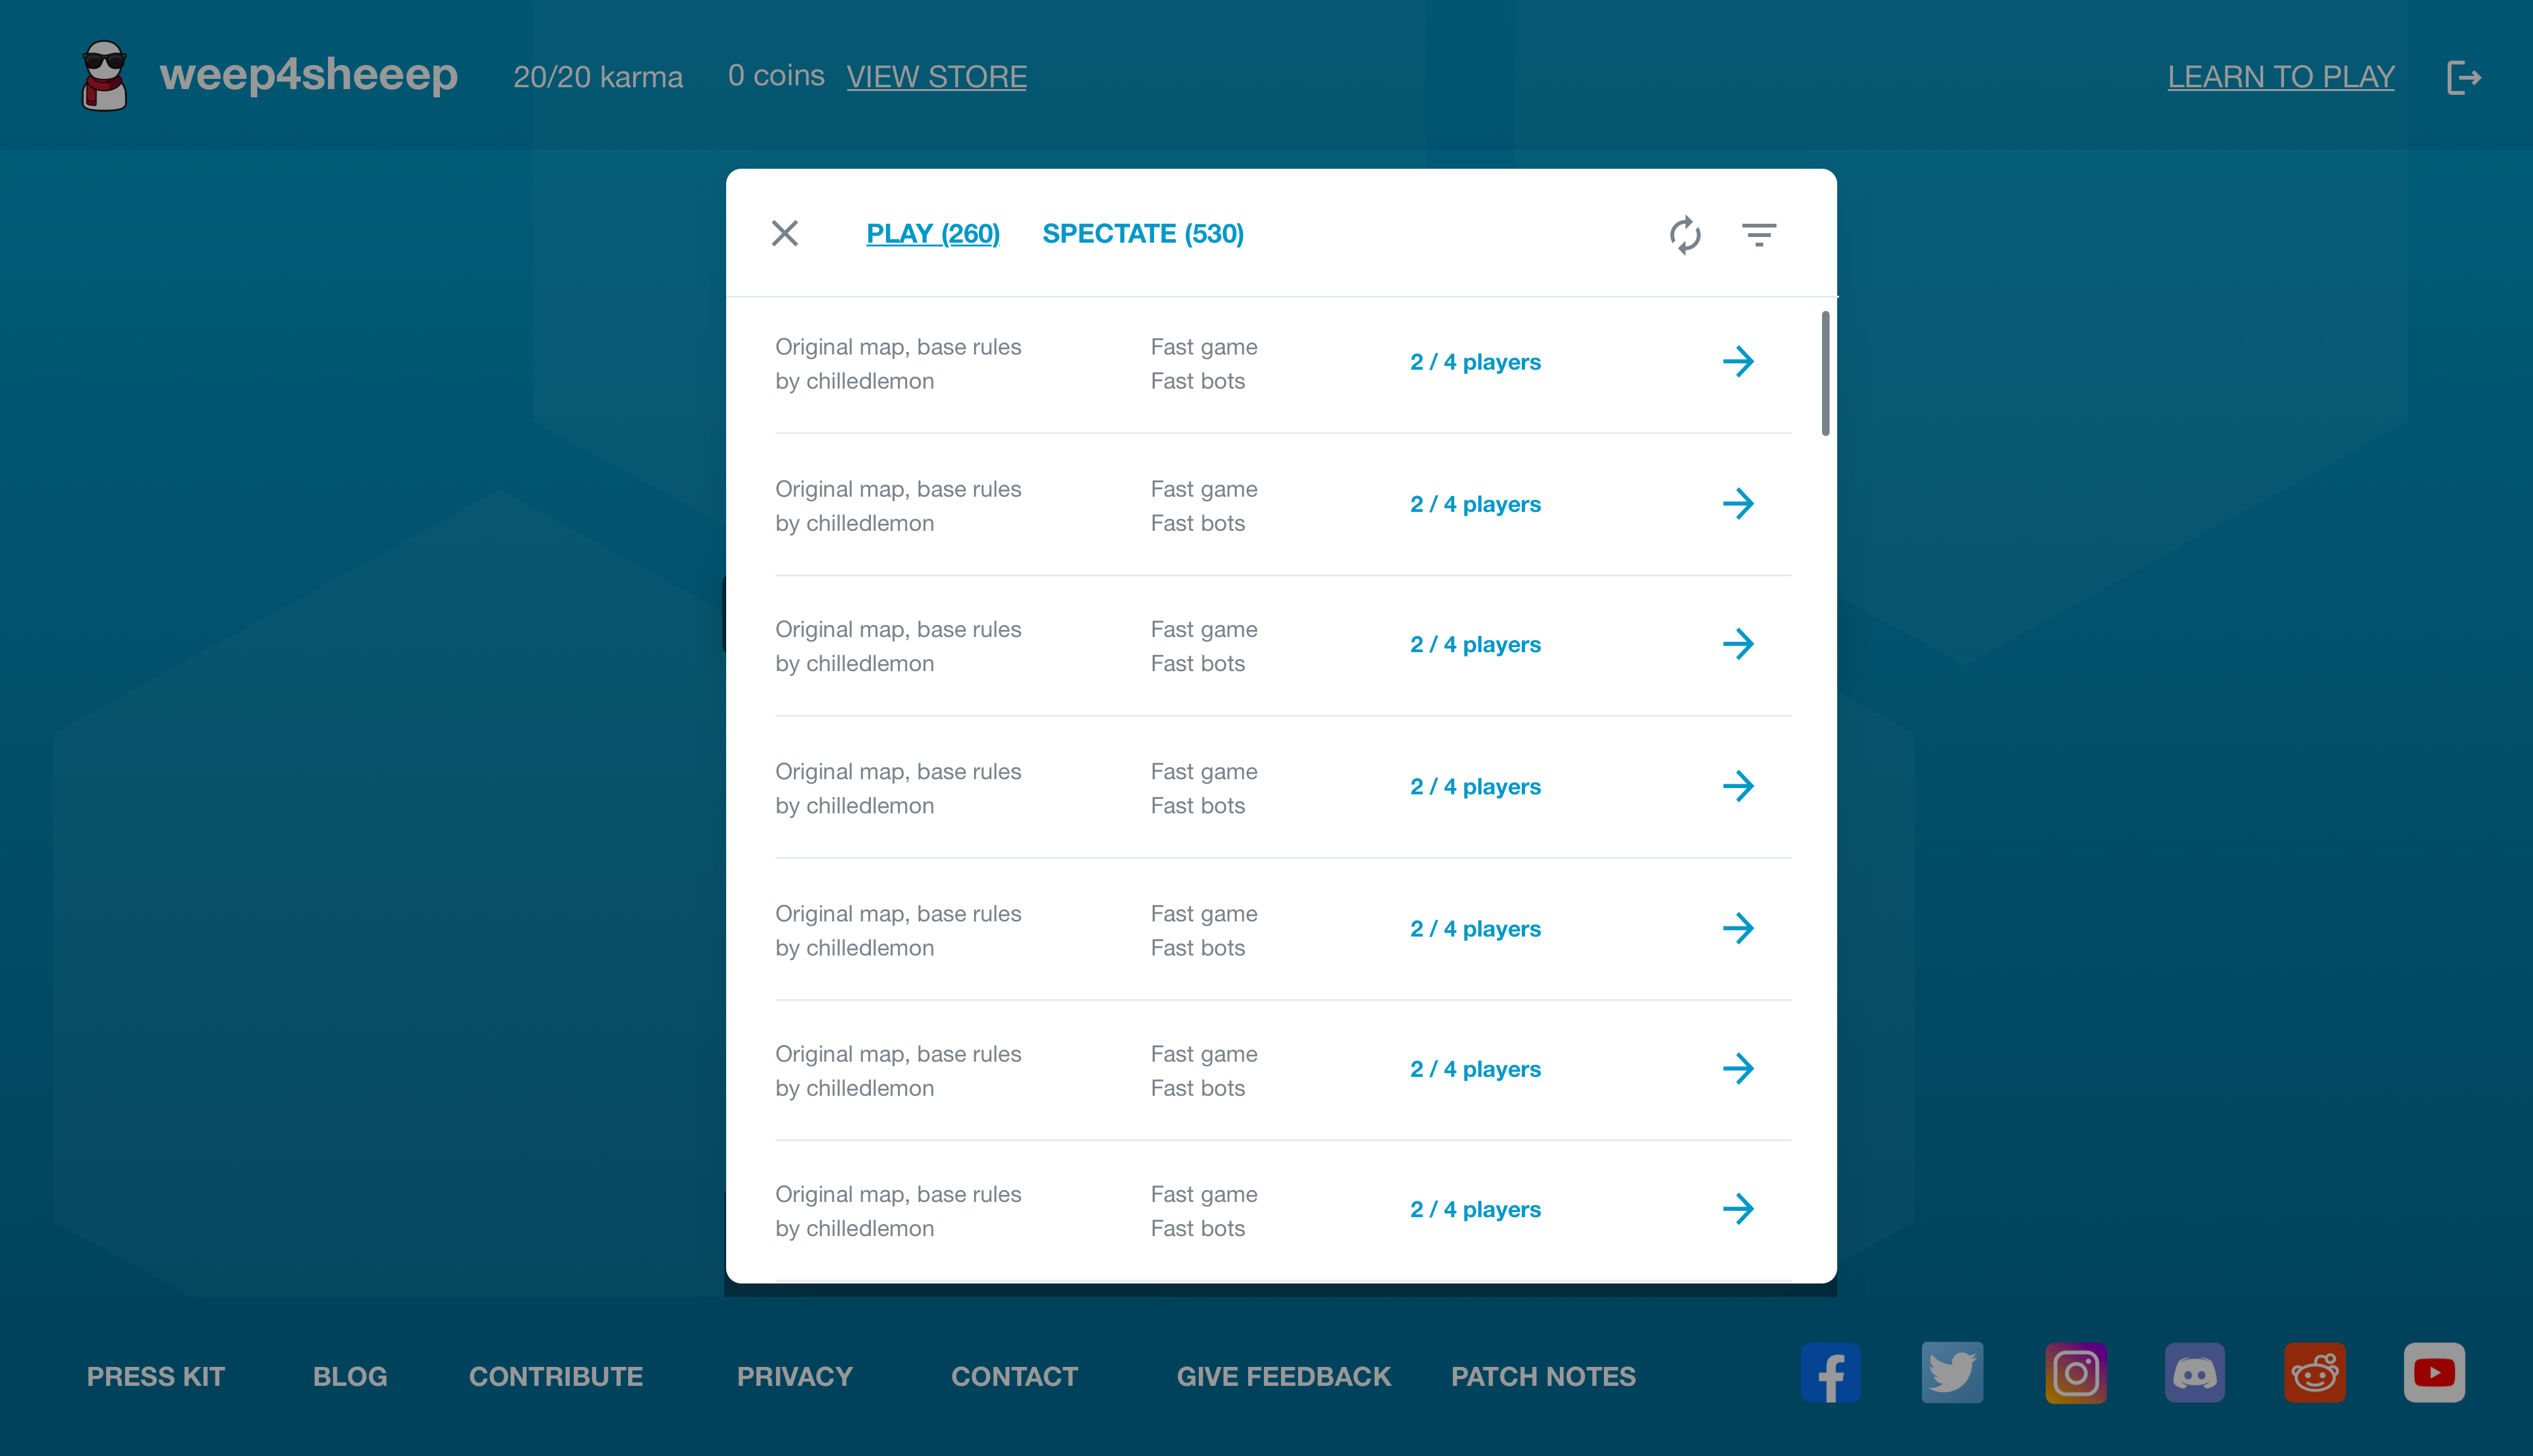 weep4sheeep
20/20 karma
0 coins
VIEW STORE
LEARN TO PLAY
PLAY (260)
SPECTATE (530)
Original map, base rules
by chilledlemon
Fast game
Fast bots
2 / 4 players
Original map, base rules
by chilledlemon
Fast game
Fast bots
2 / 4 players
Original map, base rules
by chilledlemon
Fast game
Fast bots
2 / 4 players
Original map, base rules
by chilledlemon
Fast game
Fast bots
2 / 4 players
Original map, base rules
by chilledlemon
Fast game
Fast bots
2 / 4 players
Original map, base rules
by chilledlemon
Fast game
Fast bots
2 / 4 players
Original map, base rules
by chilledlemon
Fast game
Fast bots
2 / 4 players
PRESS KIT
BLOG
CONTRIBUTE
PRIVACY
CONTACT
GIVE FEEDBACK
PATCH NOTES